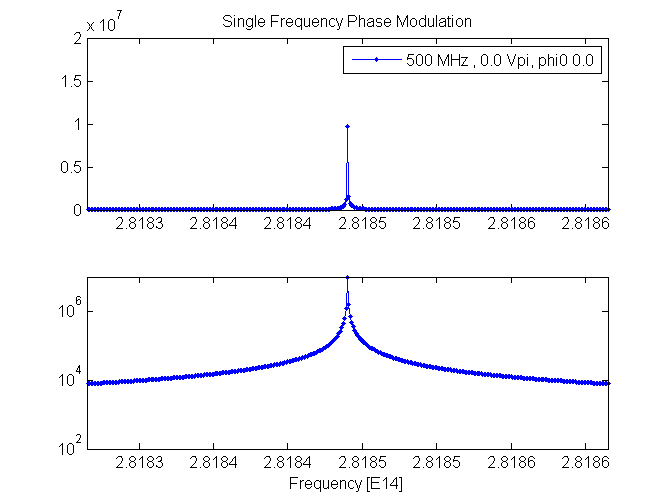 Single Frequency Phase Modulation
x 10^7
2
1.5
1
0.5
0
500 MHz , 0.0 Vpi, phi0 0.0
2.8183 2.8184 2.8184 2.8185 2.8185 2.8186 2.8186
10^6
10^4
10^2
2.8183 2.8184 2.8184 2.8185 2.8185 2.8186 2.8186
Frequency [E14]